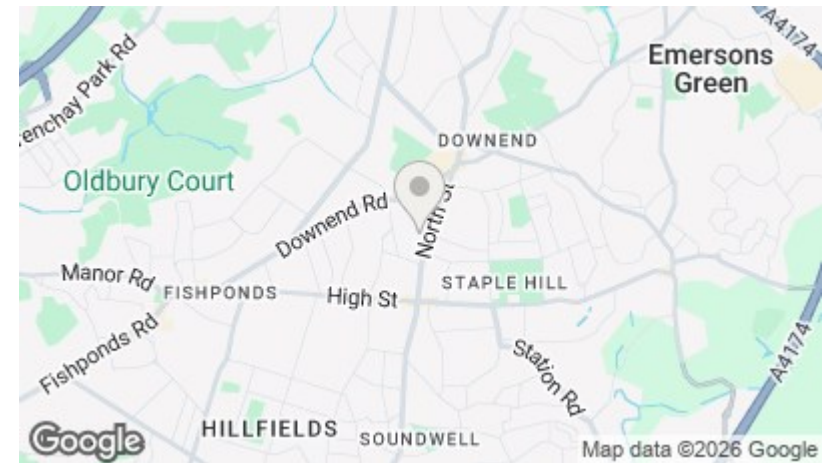 A4174
Emersons
Green
renchay Park Rd
DOWNEND
Oldbury Court
Downend Rd
North St
Manor Rd
FISHPONDS
High St
STAPLE HILL
Fishponds Rd
Station Rd
A4174
HILLFIELDS
SOUNDWELL
Google
Map data ©2026 Google